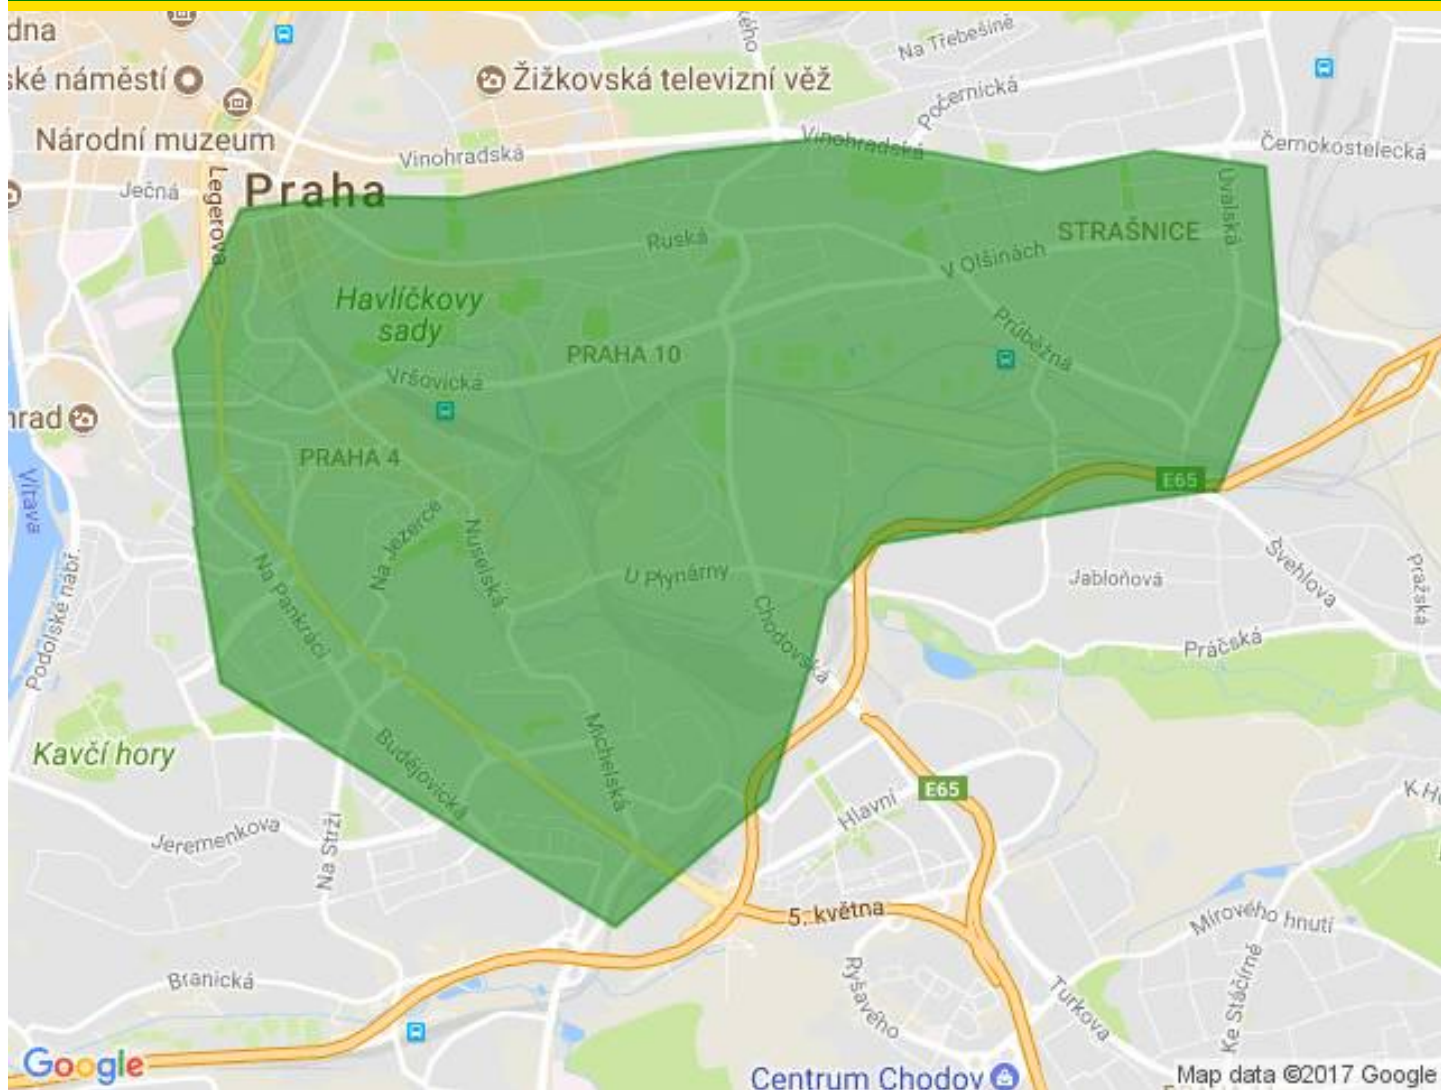 dna
Na Třebešíně
ské náměstí
Žižkovská televizní věž
Počernická
Národní muzeum
Vinohradská
Vinohradská
Černokostelecká
Ječná
Legerova
Praha
Úvalská
Ruská
STRAŠNICE
V Olšinách
Havlíčkovy
sady
Průběžná
PRAHA 10
Vršovická
hrad
PRAHA 4
E65
Vltava
Na Jezerce
Nuselská
Švehlova
Pražská
Na Pankráci
U Plynárny
Jabloňová
Podolské nábř.
Chodovská
Práčská
Kavčí hory
Budějovická
Michelská
E65
Hlavní
Jeremenkova
Na Strži
5. května
Mírového hnutí
Branická
Ryšavého
Turkova
Ke Stáčírně
Google
Centrum Chodov
Map data ©2017 Google